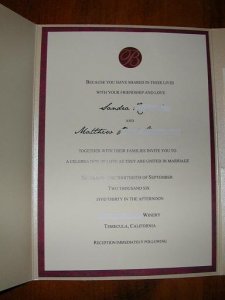 B
Because you have shared in their lives
with your friendship and love
Sandra
and
Matthew
together with their families invite you to
a celebration of love as they are united in marriage
of September
Two thousand six
five thirty in the afternoon
Winery
Temecula, California
Reception immediately following